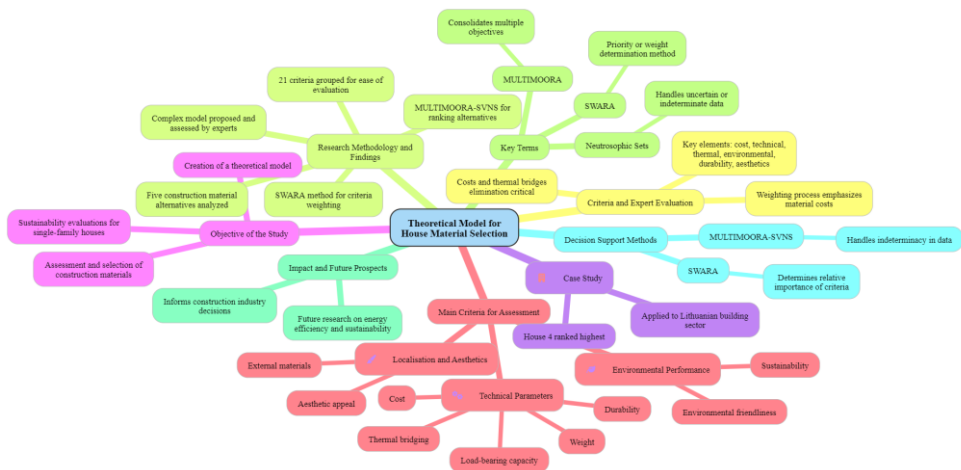 Consolidates multiple
objectives
Priority or weight
determination method
MULTIMOORA
21 criteria grouped for ease of
evaluation
SWARA
Handles uncertain or
indeterminate data
MULTIMOORA-SVNS for
ranking alternatives
Complex model proposed and
assessed by experts
Research Methodology and
Findings
Key Terms
Neutrosophic Sets
Key elements: cost, technical,
thermal, environmental,
durability, aesthetics
Creation of a theoretical model
Costs and thermal bridges
elimination critical
Criteria and Expert Evaluation
Weighting process emphasizes
material costs
Five construction material
alternatives analyzed
SWARA method for criteria
weighting
Sustainability evaluations for
single-family houses
Objective of the Study
Theoretical Model for
House Material Selection
Decision Support Methods
MULTIMOORA-SVNS
Handles indeterminacy in data
Assessment and selection of
construction materials
Impact and Future Prospects
SWARA
Determines relative
importance of criteria
Case Study
Informs construction industry
decisions
Future research on energy
efficiency and sustainability
Main Criteria for Assessment
House 4 ranked highest
Applied to Lithuanian building
sector
External materials
Localisation and Aesthetics
Environmental Performance
Sustainability
Aesthetic appeal
Cost
Technical Parameters
Durability
Environmental friendliness
Thermal bridging
Load-bearing capacity
Weight